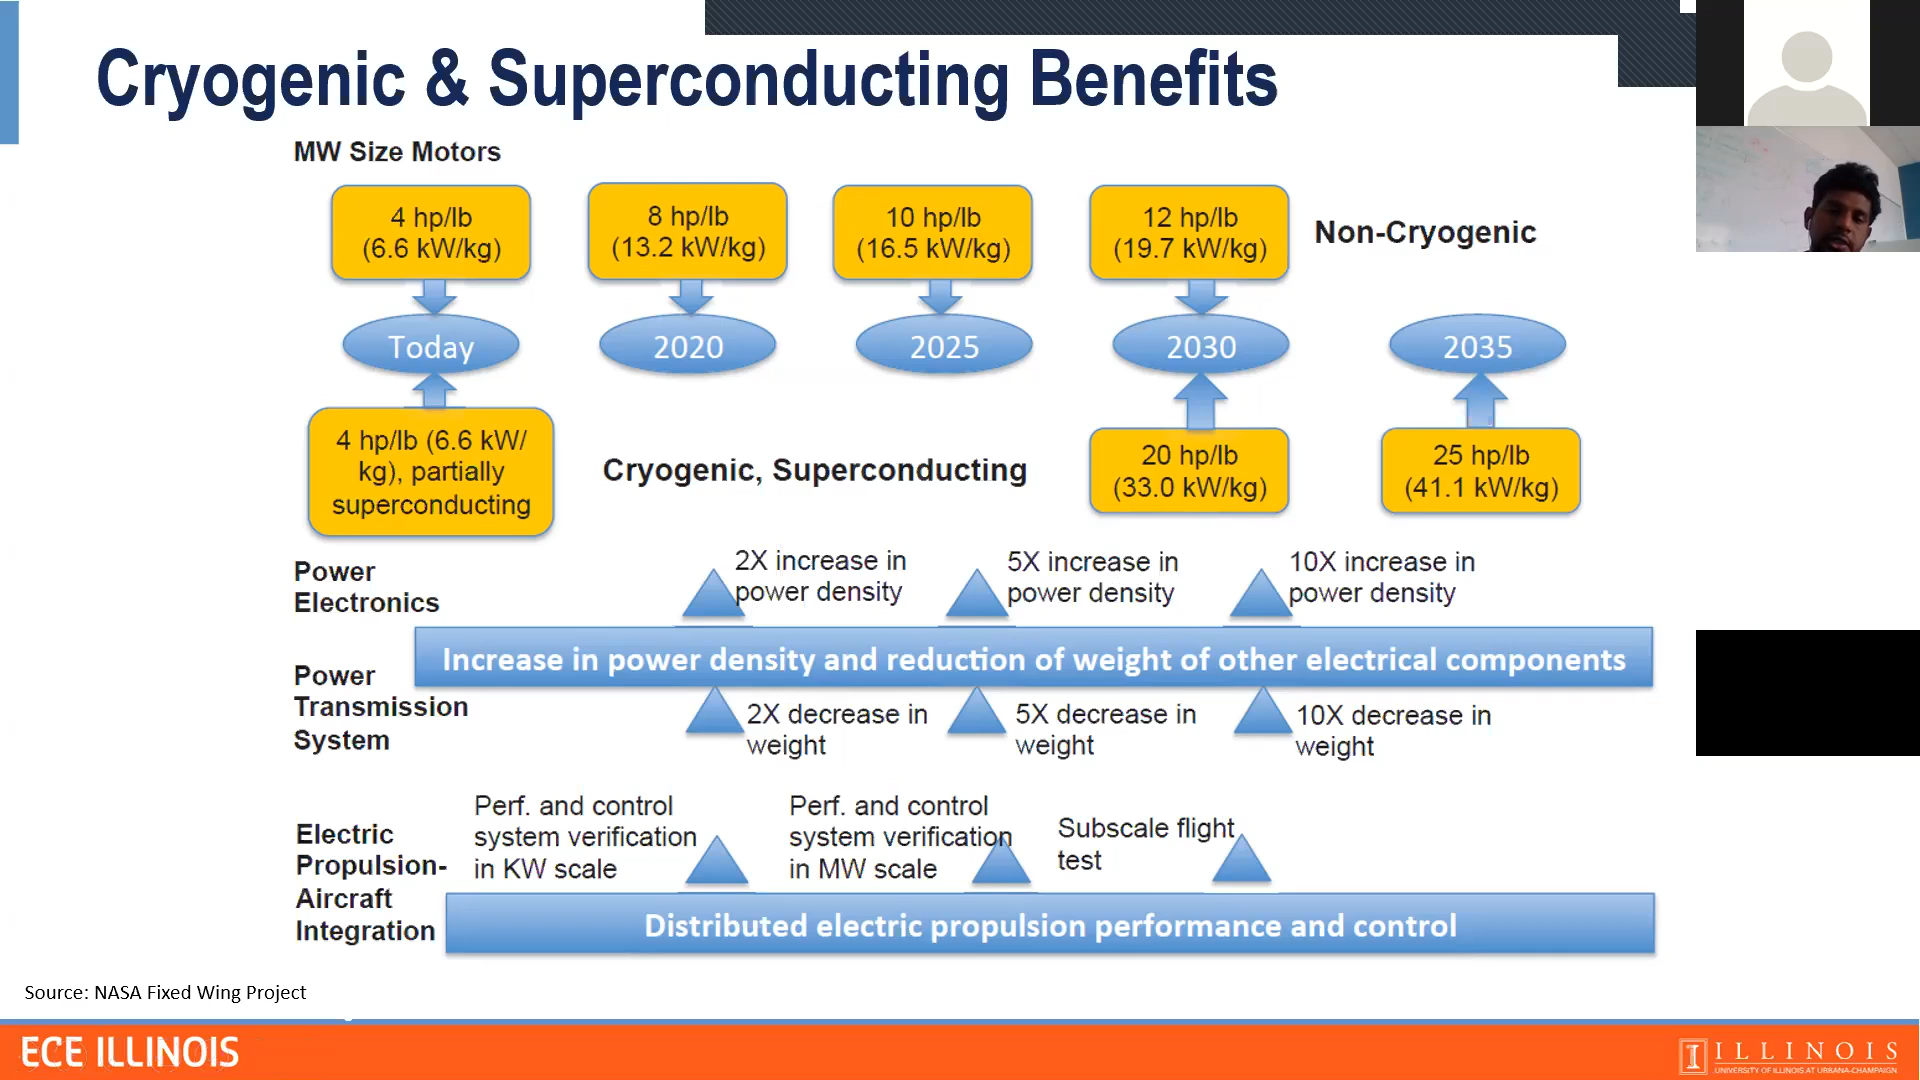 Cryogenic & Superconducting Benefits
MW Size Motors
4 hp/lb
(6.6 kW/kg)
8 hp/lb
(13.2 kW/kg)
10 hp/lb
(16.5 kW/kg)
12 hp/lb
(19.7 kW/kg)
Non-Cryogenic
Today
2020
2025
2030
2035
4 hp/lb (6.6 kW/
kg), partially
superconducting
Cryogenic, Superconducting
20 hp/lb
(33.0 kW/kg)
25 hp/lb
(41.1 kW/kg)
Power
Electronics
2X increase in
power density
5X increase in
power density
10X increase in
power density
Increase in power density and reduction of weight of other electrical components
Power
Transmission
System
2X decrease in
weight
5X decrease in
weight
10X decrease in
weight
Electric
Propulsion-
Aircraft
Integration
Perf. and control
system verification
in KW scale
Perf. and control
system verification
in MW scale
Subscale flight
test
Distributed electric propulsion performance and control
Source: NASA Fixed Wing Project
ECE ILLINOIS
I ILLINOIS
UNIVERSITY OF ILLINOIS AT URBANA-CHAMPAIGN